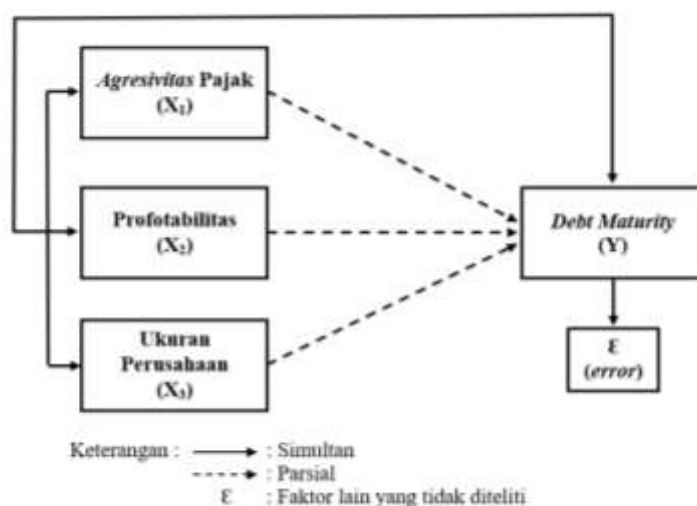 Agresivitas Pajak
(X₁)
Profotabilitas
(X₂)
Ukuran
Perusahaan
(X₃)
Debt Maturity
(Y)
Ɛ
(error)
Keterangan : : Simultan
: Parsial
Ɛ : Faktor lain yang tidak diteliti